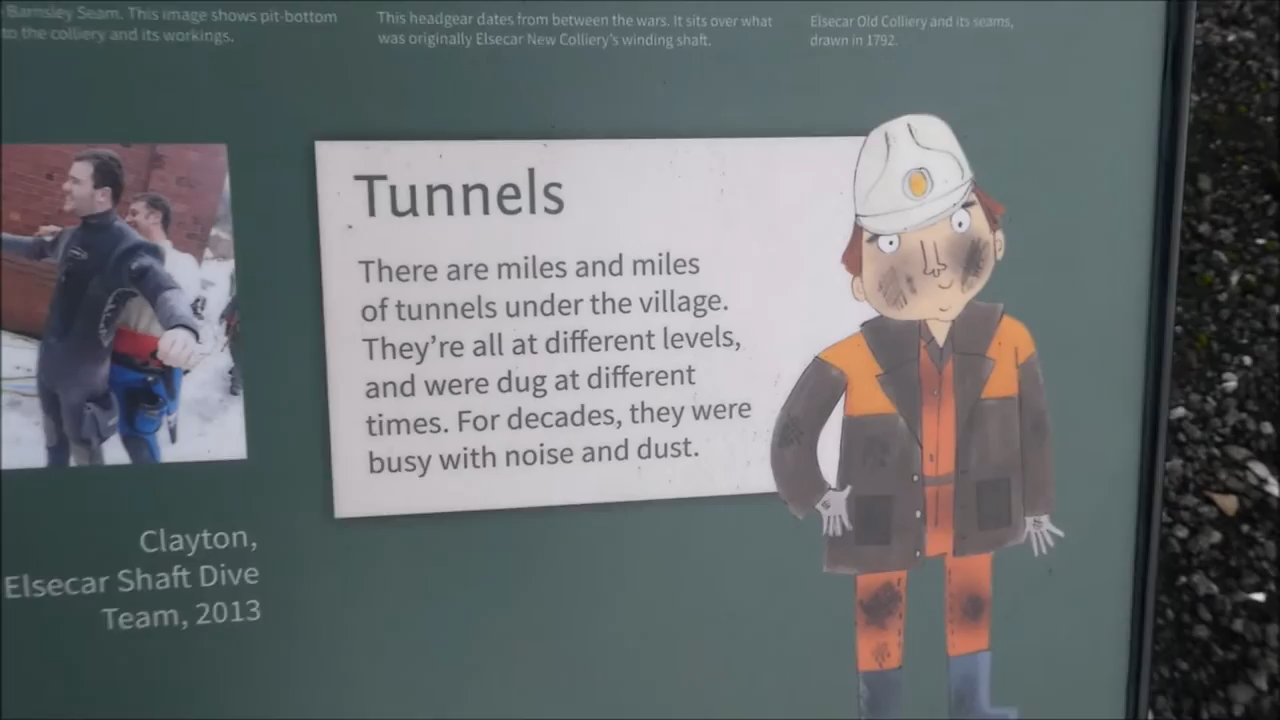 Barnsley Seam. This image shows pit-bottom
to the colliery and its workings.
This headgear dates from between the wars. It sits over what
was originally Elsecar New Colliery's winding shaft.
Elsecar Old Colliery and its seams,
drawn in 1792.
Tunnels
There are miles and miles
of tunnels under the village.
They're all at different levels,
and were dug at different
times. For decades, they were
busy with noise and dust.
Clayton,
Elsecar Shaft Dive
Team, 2013